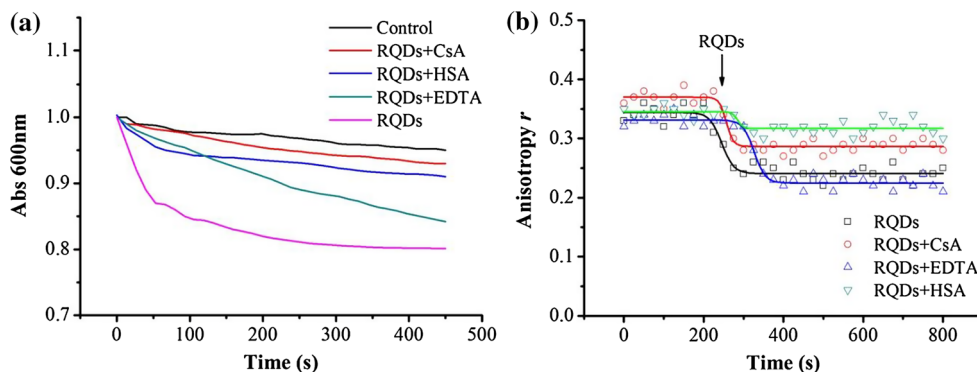 (a)
Abs 600nm
1.1
1.0
0.9
0.8
0.7
Control
RQDs+CsA
RQDs+HSA
RQDs+EDTA
RQDs
0
100
200
300
400
500
Time (s)
(b)
Anisotropy r
0.5
0.4
0.3
0.2
0.1
0.0
RQDs
RQDs
RQDs+CsA
RQDs+EDTA
RQDs+HSA
0
200
400
600
800
Time (s)